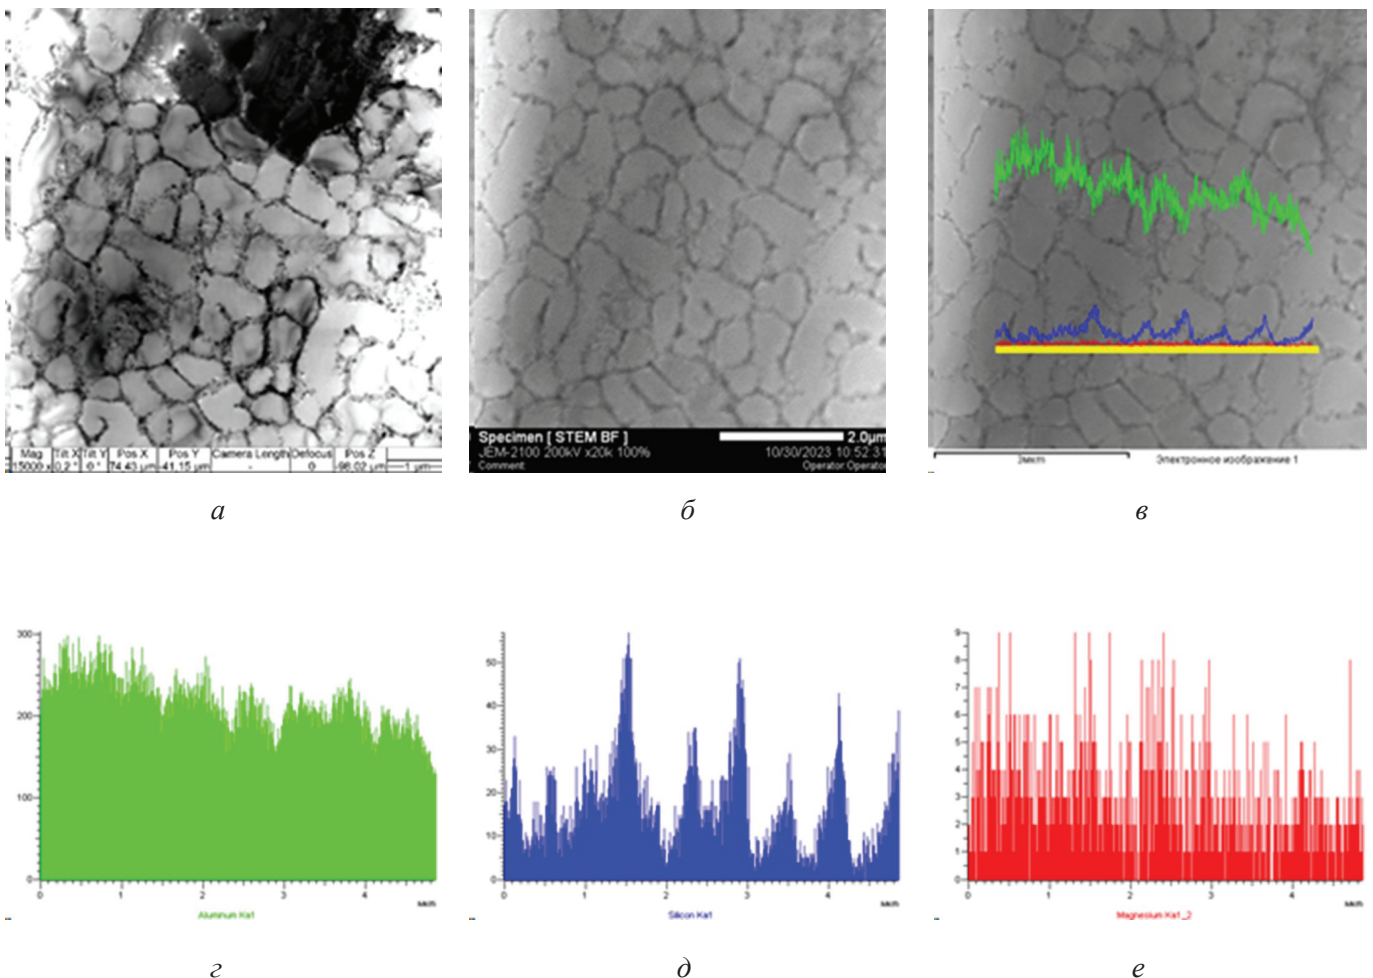 Mag Tilt X Tilt Y Pos X Pos Y Camera Length Defocus Pos Z
15000 x 0.2 ° 0 ° 74.43 µm -41.15 µm - 0 -98.02 µm 1 µm
Specimen [ STEM BF ] 2.0µm
JEM-2100 200kV x20k 100% 10/30/2023 10:52:31
Comment: Operator:Operator
3мкm Электронное изображение 1
а б в
300
200
100
0
0 1 2 3 4
мкm
Aluminum Ka1
50
40
30
20
10
0
0 1 2 3 4
мкm
Silicon Ka1
9
8
7
6
5
4
3
2
1
0
0 1 2 3 4
мкm
Magnesium Ka1_2
г д е